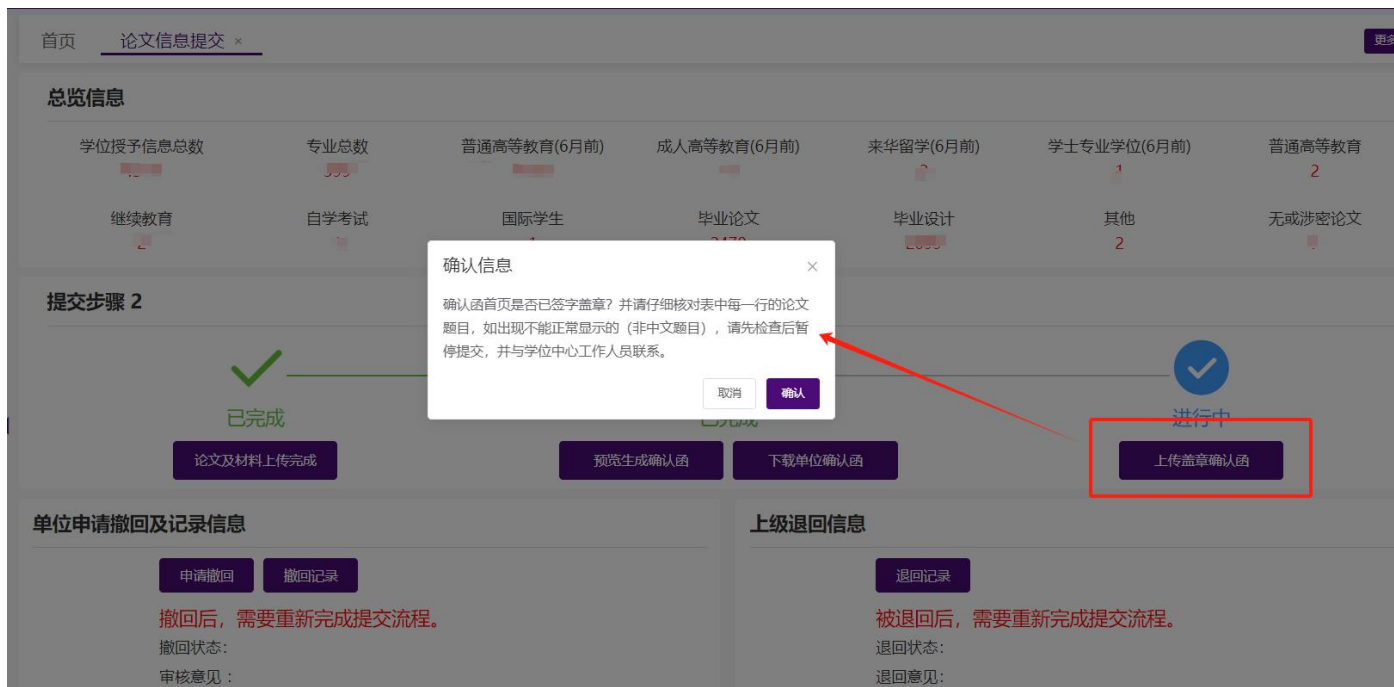 首页 论文信息提交 ×
总览信息
学位授予信息总数 专业总数 普通高等教育(6月前) 成人高等教育(6月前) 来华留学(6月前) 学士专业学位(6月前) 普通高等教育
2
继续教育 自学考试 国际学生 毕业论文 毕业设计 其他 无或涉密论文
2
确认信息 ×
确认函首页是否已签字盖章？并请仔细核对表中每一行的论文
题目，如出现不能正常显示的（非中文题目），请先检查后暂
停提交，并与学位中心工作人员联系。
取消 确认
提交步骤 2
已完成 已完成 进行中
论文及材料上传完成 预览生成确认函 下载单位确认函 上传盖章确认函
单位申请撤回及记录信息
申请撤回 撤回记录
撤回后，需要重新完成提交流程。
撤回状态：
审核意见：
上级退回信息
退回记录
被退回后，需要重新完成提交流程。
退回状态：
退回意见：